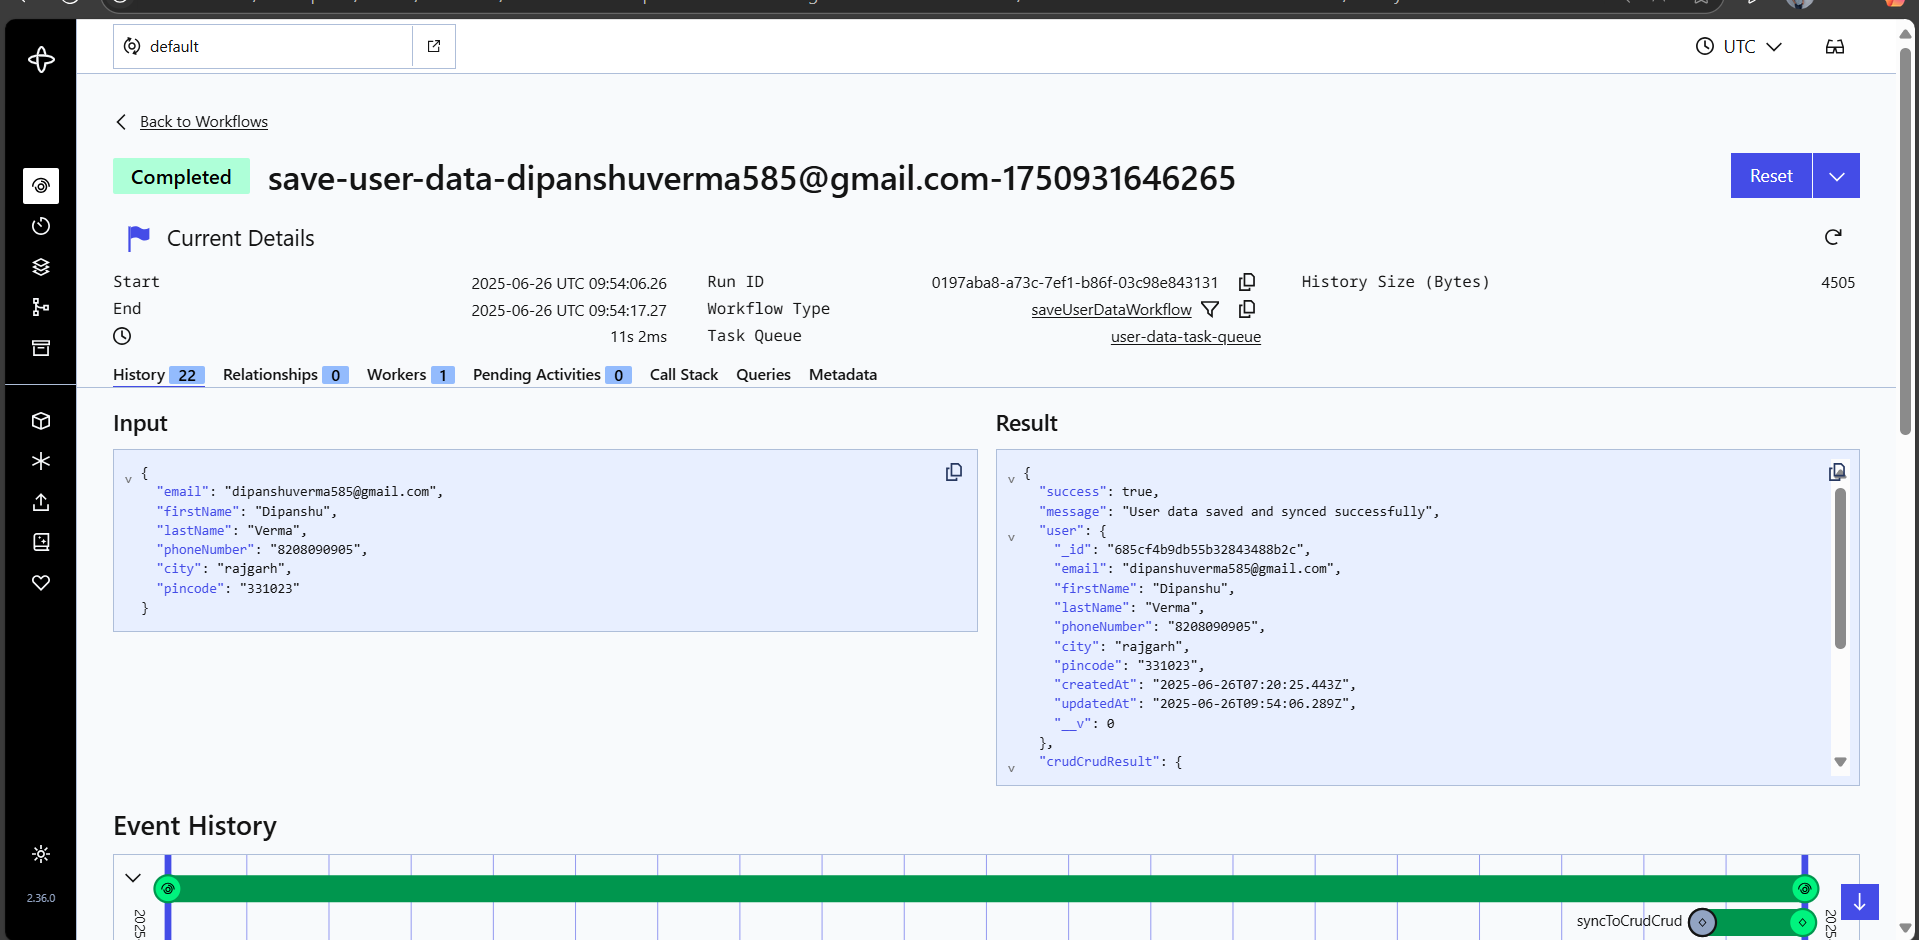 default
UTC
Back to Workflows
Completed save-user-data-dipanshuverma585@gmail.com-1750931646265
Reset
Current Details
Start 2025-06-26 UTC 09:54:06.26
End 2025-06-26 UTC 09:54:17.27
11s 2ms
Run ID 0197aba8-a73c-7ef1-b86f-03c98e843131
Workflow Type saveUserDataWorkflow
Task Queue user-data-task-queue
History Size (Bytes) 4505
History 22 Relationships 0 Workers 1 Pending Activities 0 Call Stack Queries Metadata
Input
{
"email": "dipanshuverma585@gmail.com",
"firstName": "Dipanshu",
"lastName": "Verma",
"phoneNumber": "8208090905",
"city": "rajgarh",
"pincode": "331023"
}
Result
{
"success": true,
"message": "User data saved and synced successfully",
"user": {
"_id": "685cf4b9db55b32843488b2c",
"email": "dipanshuverma585@gmail.com",
"firstName": "Dipanshu",
"lastName": "Verma",
"phoneNumber": "8208090905",
"city": "rajgarh",
"pincode": "331023",
"createdAt": "2025-06-26T07:20:25.443Z",
"updatedAt": "2025-06-26T09:54:06.289Z",
"__v": 0
},
"crudCrudResult": {
Event History
syncToCrudCrud
2025
2025
2.36.0